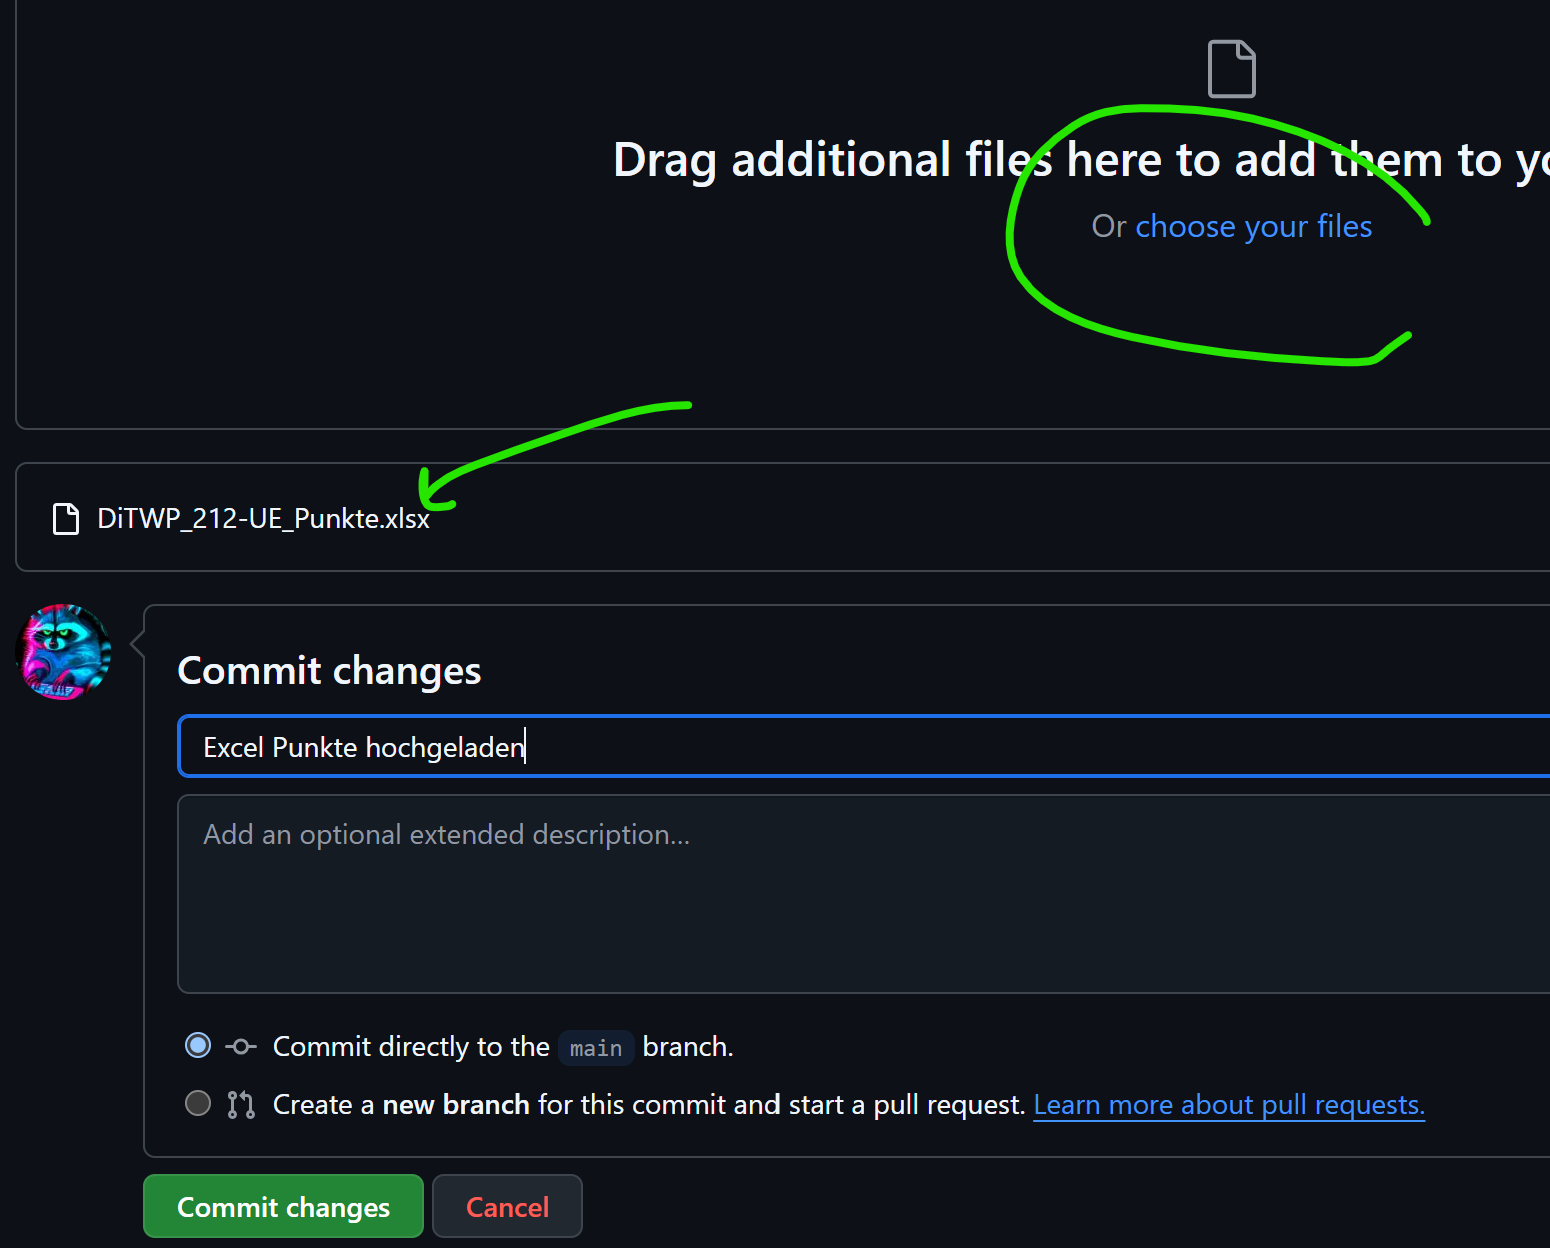 Drag additional files here to add them to yo
Or choose your files
DiTWP_212-UE_Punkte.xlsx
Commit changes
Excel Punkte hochgeladen
Add an optional extended description...
Commit directly to the main branch.
Create a new branch for this commit and start a pull request. Learn more about pull requests.
Commit changes Cancel